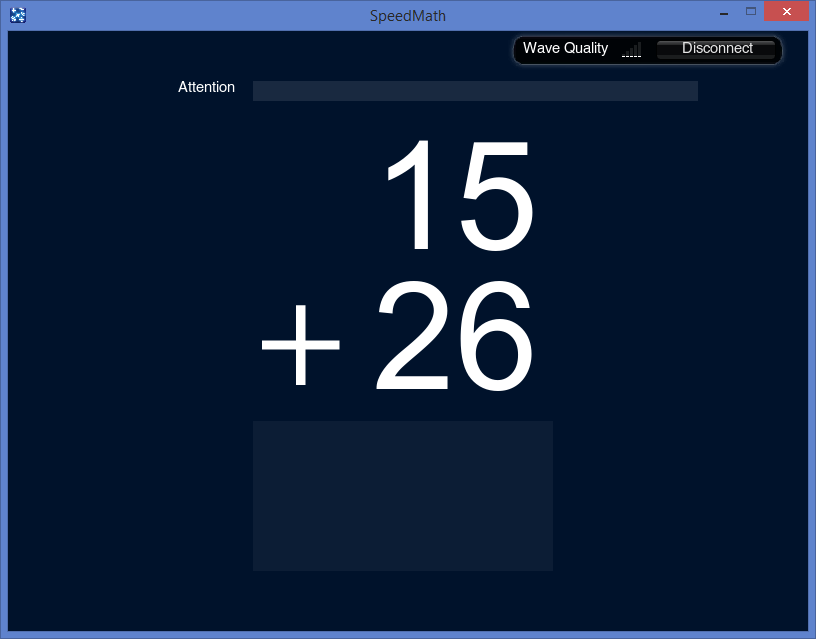 SpeedMath
Wave Quality Disconnect
Attention
15
+ 26